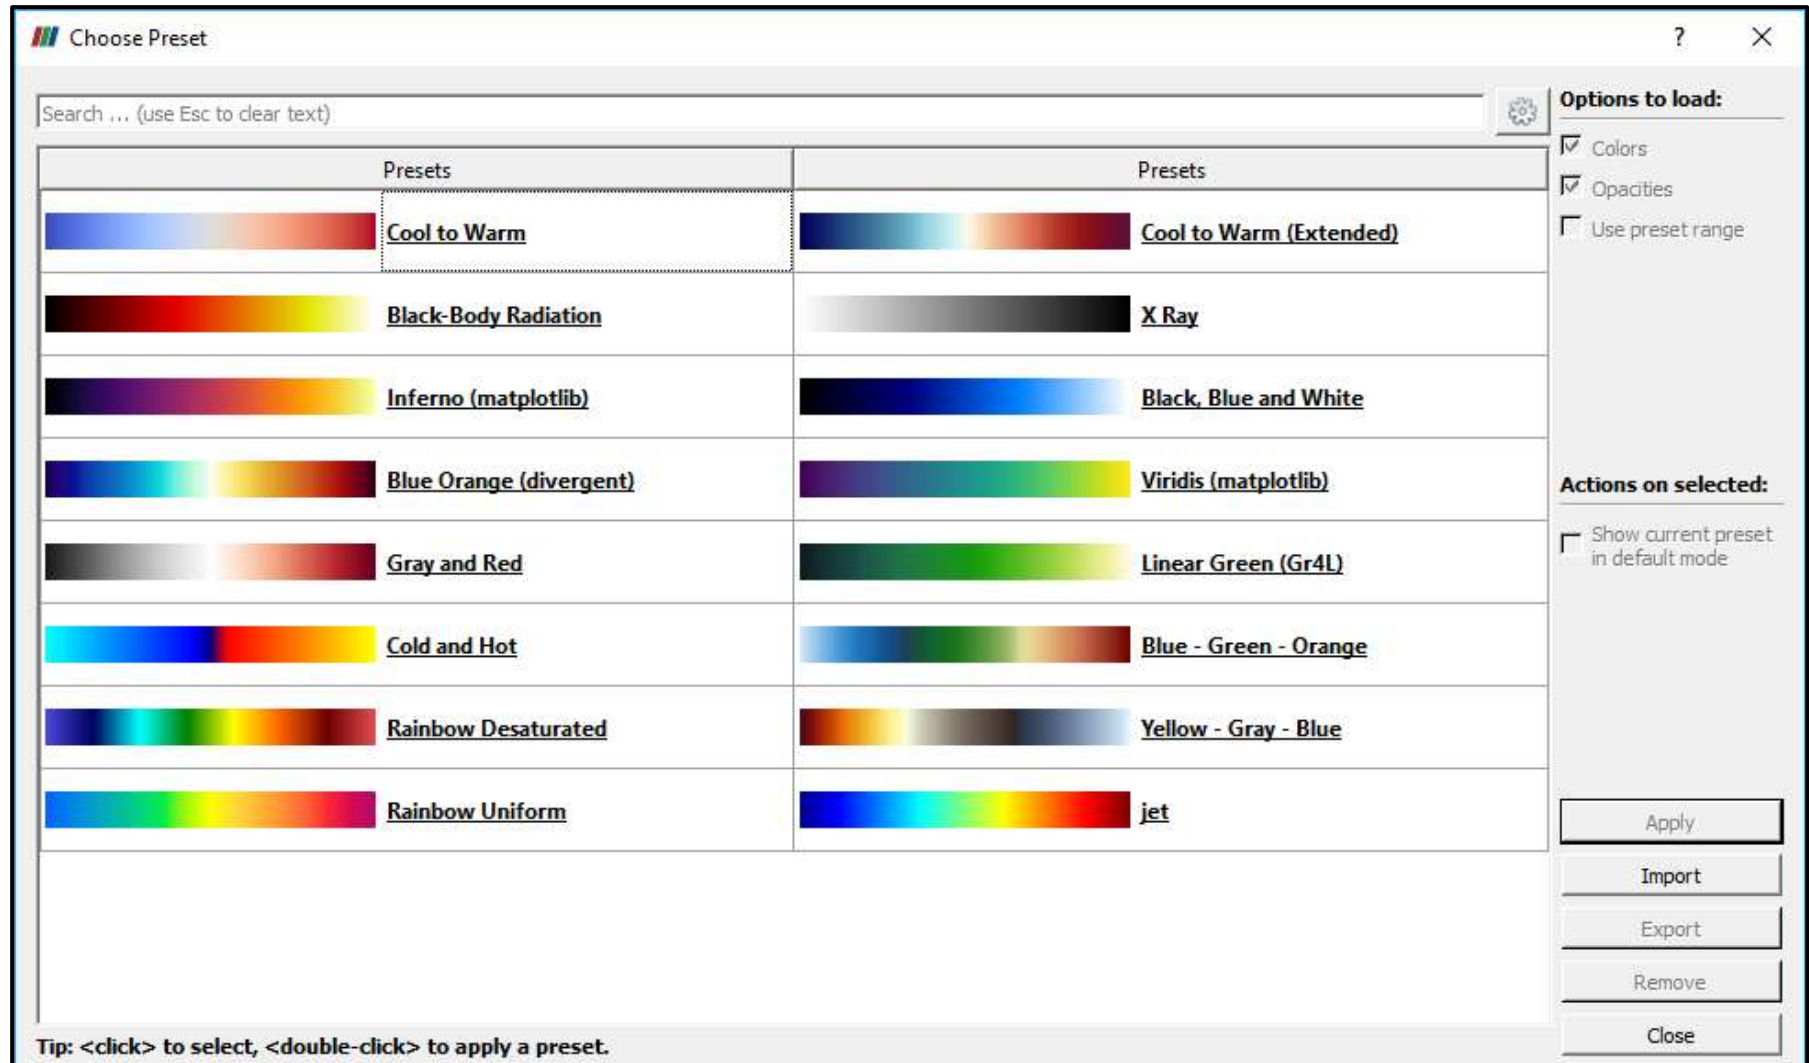 Choose Preset
?
Search ... (use Esc to clear text)
Options to load:
Colors
Opacities
Use preset range
Presets Presets
Cool to Warm Cool to Warm (Extended)
Black-Body Radiation X Ray
Inferno (matplotlib) Black, Blue and White
Blue Orange (divergent) Viridis (matplotlib)
Gray and Red Linear Green (Gr4L)
Cold and Hot Blue - Green - Orange
Rainbow Desaturated Yellow - Gray - Blue
Rainbow Uniform jet
Actions on selected:
Show current preset
in default mode
Apply
Import
Export
Remove
Close
Tip: <click> to select, <double-click> to apply a preset.